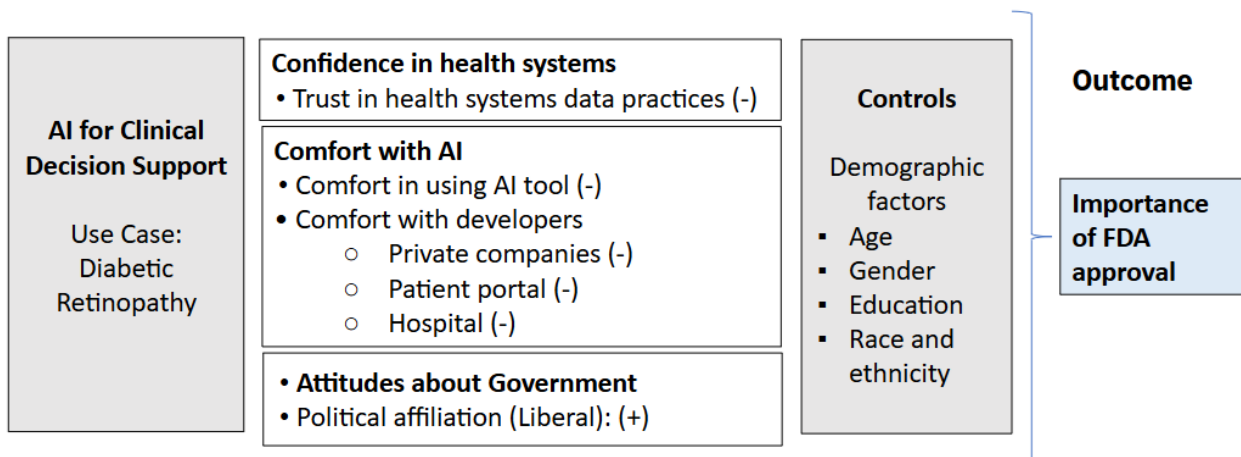 AI for Clinical
Decision Support
Use Case:
Diabetic
Retinopathy
Confidence in health systems
• Trust in health systems data practices (-)
Comfort with AI
• Comfort in using AI tool (-)
• Comfort with developers
○ Private companies (-)
○ Patient portal (-)
○ Hospital (-)
• Attitudes about Government
• Political affiliation (Liberal): (+)
Controls
Demographic
factors
▪ Age
▪ Gender
▪ Education
▪ Race and
ethnicity
Outcome
Importance
of FDA
approval